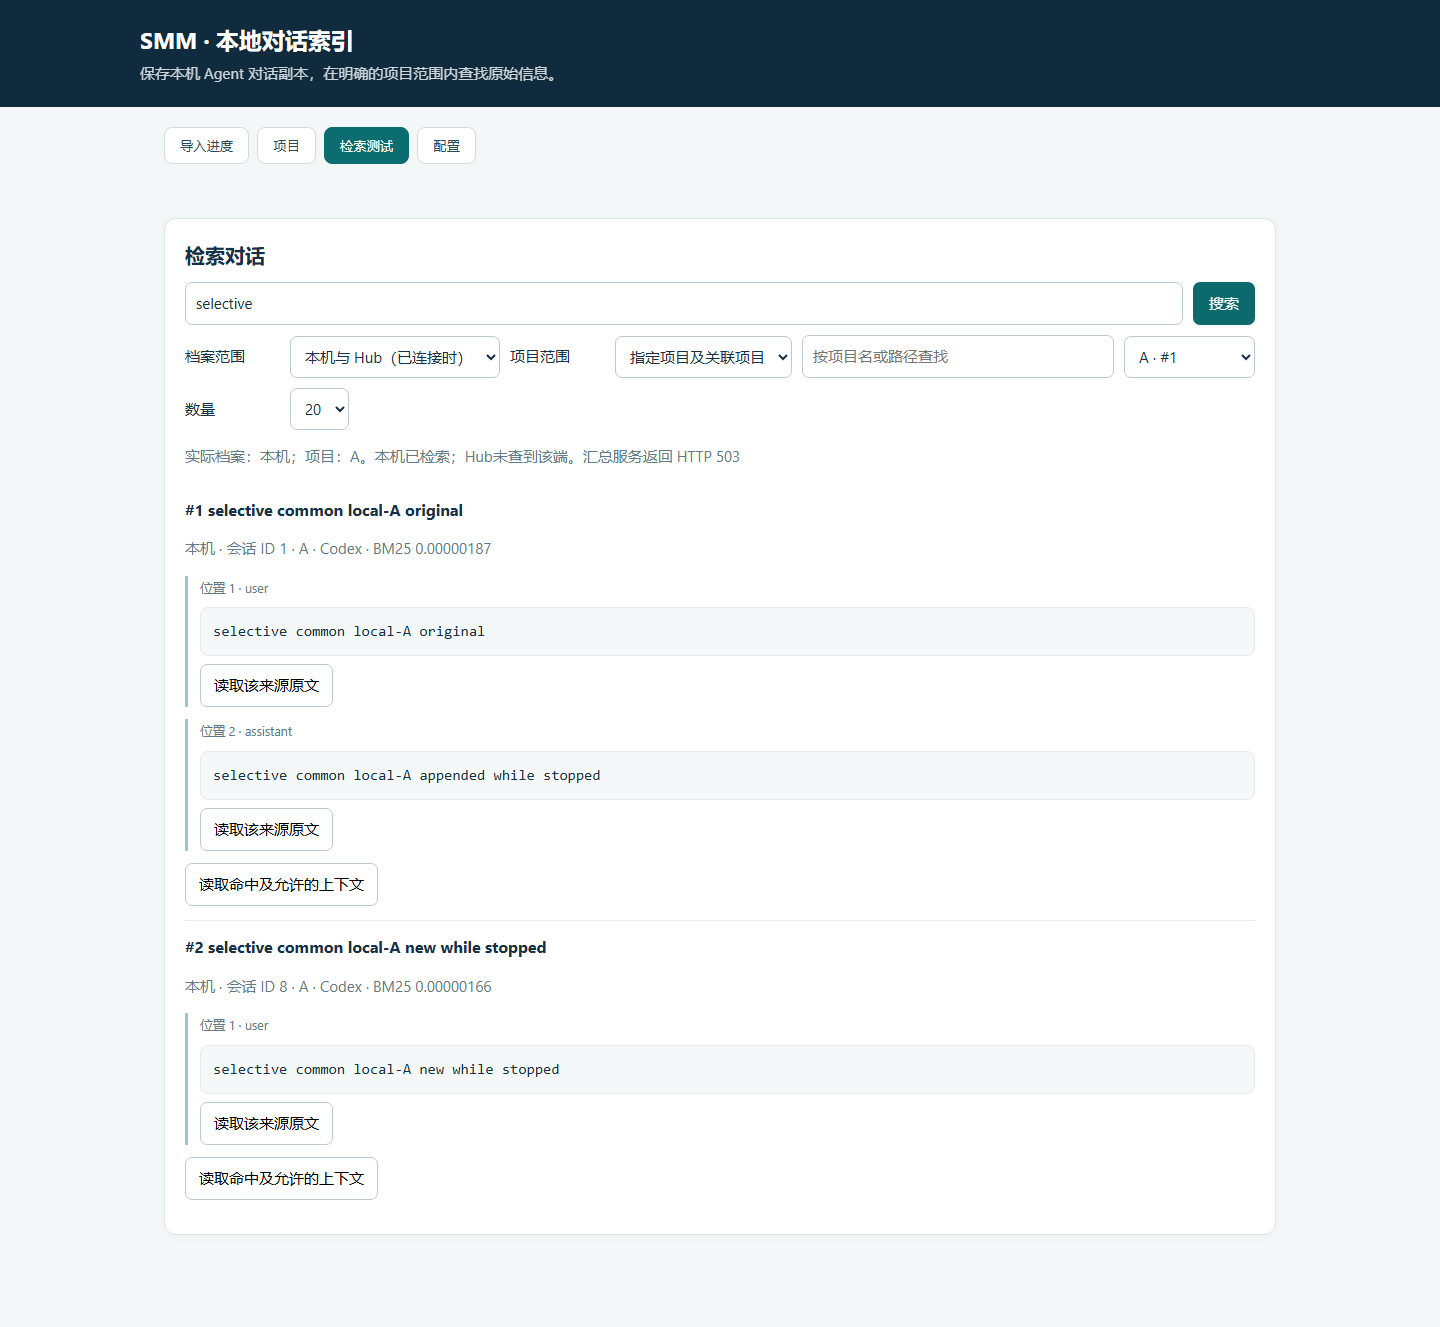 SMM · 本地对话索引
保存本机 Agent 对话副本，在明确的项目范围内查找原始信息。
导入进度 项目 检索测试 配置
检索对话
selective 搜索
档案范围 本机与 Hub（已连接时） 项目范围 指定项目及关联项目 按项目名或路径查找 A · #1
数量 20
实际档案：本机；项目：A。本机已检索；Hub未查到该端。汇总服务返回 HTTP 503
#1 selective common local-A original
本机 · 会话 ID 1 · A · Codex · BM25 0.00000187
位置 1 · user
selective common local-A original
读取该来源原文
位置 2 · assistant
selective common local-A appended while stopped
读取该来源原文
读取命中及允许的上下文
#2 selective common local-A new while stopped
本机 · 会话 ID 8 · A · Codex · BM25 0.00000166
位置 1 · user
selective common local-A new while stopped
读取该来源原文
读取命中及允许的上下文